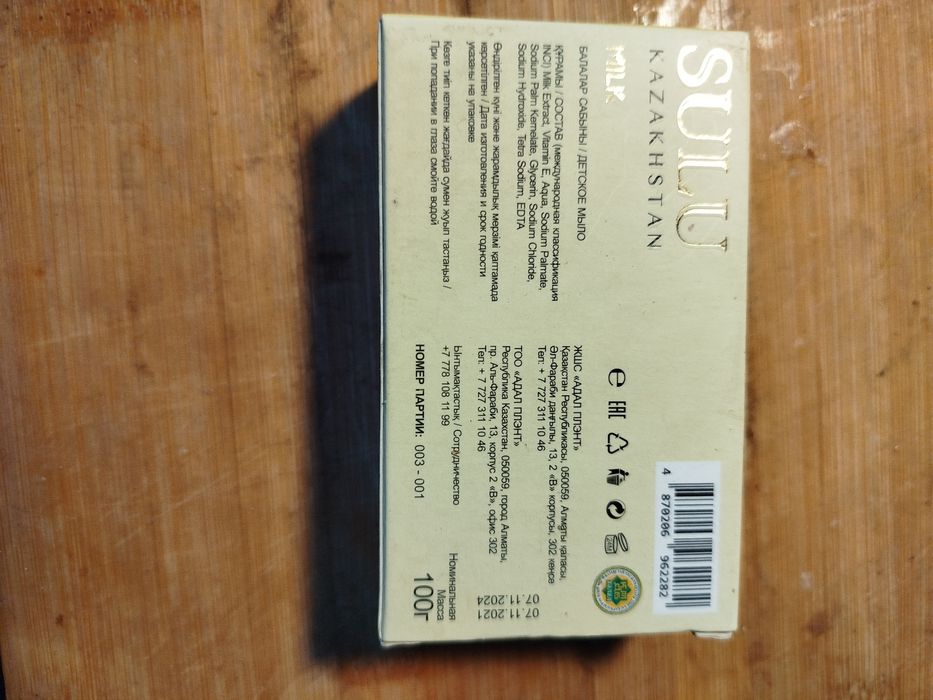 SULU
KAZAKHSTAN
MILK
БАЛАЛАР САБЫНЫ / ДЕТСКОЕ МЫЛО
ҚҰРАМЫ / СОСТАВ (международная классификация
INCI) Milk Extract, Vitamin E, Aqua, Sodium Palmate,
Sodium Palm Kernelate, Glycerin, Sodium Chloride,
Sodium Hydroxide, Tetra Sodium, EDTA
Өндірілген күні және жарамдылық мерзімі қаптамада
көрсетілген / Дата изготовления и срок годности
указаны на упаковке
Көзге тиіп кеткен жағдайда сумен жуып тастаңыз /
При попадании в глаза смойте водой
4 870206 962282
e EAC
24M
ЖШС «АДАЛ ПЛЭНТ»
Қазақстан Республикасы, 050059, Алматы қаласы,
Әл-Фараби даңғылы, 13, 2 «В» корпусы, 302 кеңсе
Тел: + 7 727 311 10 46
ТОО «АДАЛ ПЛЭНТ»
Республика Казахстан, 050059, город Алматы,
пр. Аль-Фараби, 13, корпус 2 «В», офис 302
Тел: + 7 727 311 10 46
Ынтымақтастық / Сотрудничество
+7 778 108 11 99
НОМЕР ПАРТИИ: 003 - 001
07.11.2021
07.11.2024
Номинальная
Масса
100г